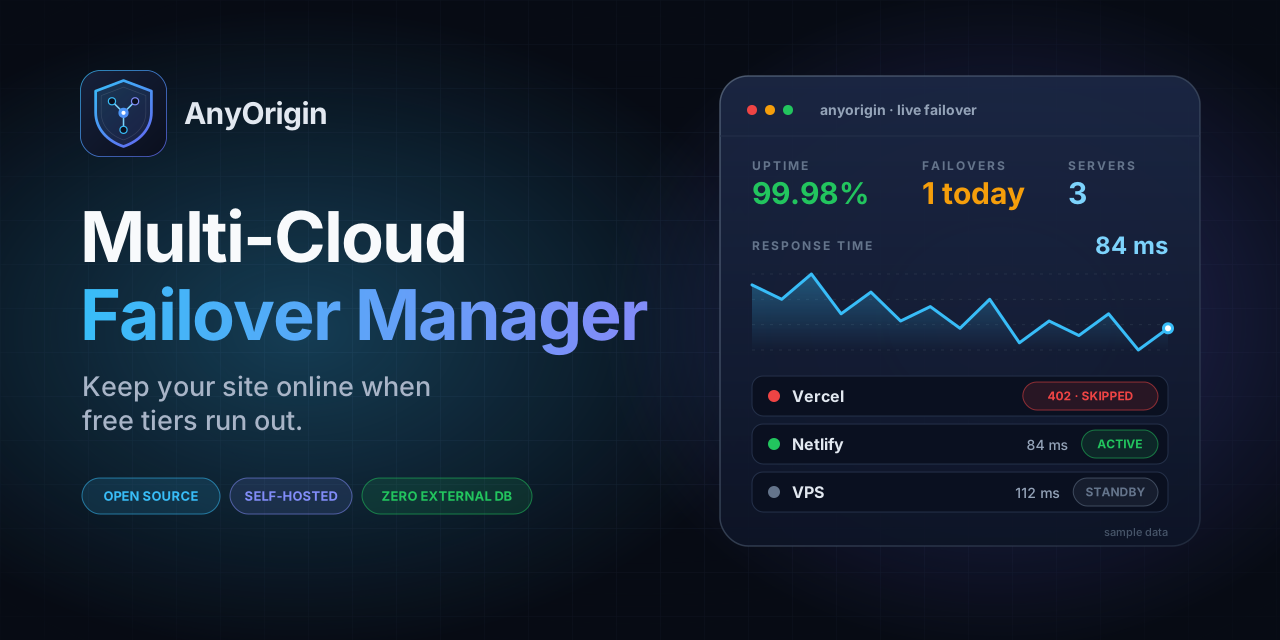 AnyOrigin
Multi-Cloud
Failover Manager
Keep your site online when
free tiers run out.
OPEN SOURCE
SELF-HOSTED
ZERO EXTERNAL DB
anyorigin · live failover
UPTIME
99.98%
FAILOVERS
1 today
SERVERS
3
RESPONSE TIME
84 ms
Vercel
402 · SKIPPED
Netlify
84 ms
ACTIVE
VPS
112 ms
STANDBY
sample data